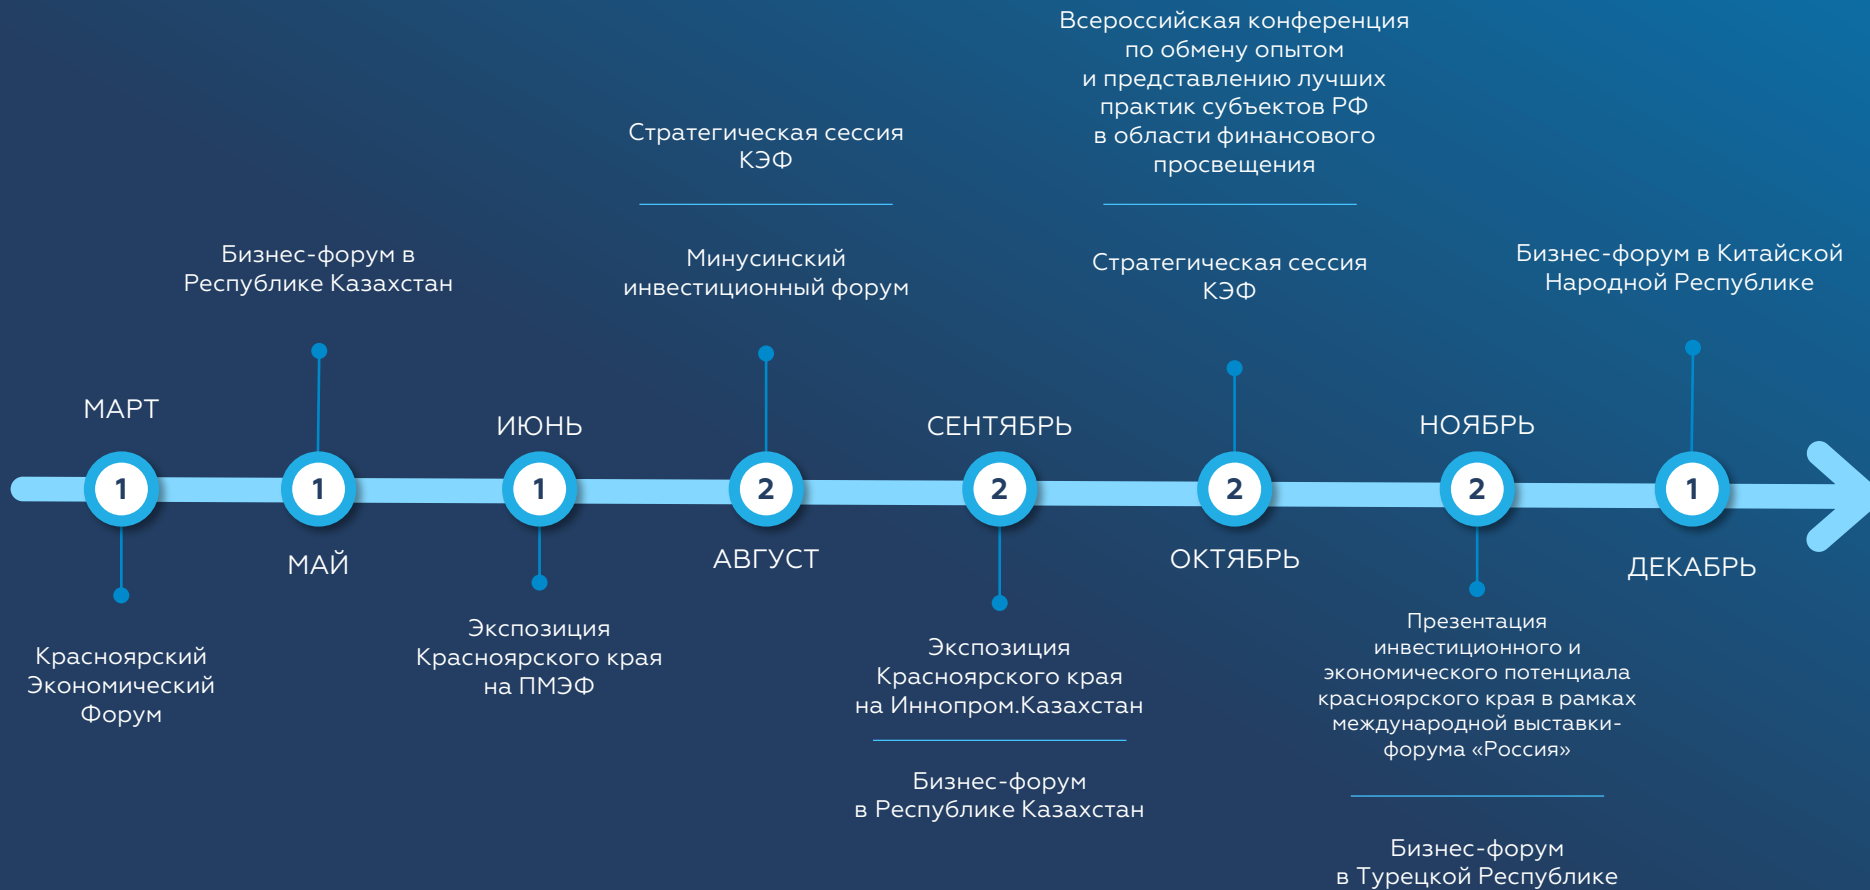 МАРТ
1
Красноярский
Экономический
Форум
Бизнес-форум в
Республике Казахстан
1
МАЙ
ИЮНЬ
1
Экспозиция
Красноярского края
на ПМЭФ
Стратегическая сессия
КЭФ
Минусинский
инвестиционный форум
2
АВГУСТ
СЕНТЯБРЬ
2
Экспозиция
Красноярского края
на Иннопром.Казахстан
Бизнес-форум
в Республике Казахстан
Всероссийская конференция
по обмену опытом
и представлению лучших
практик субъектов РФ
в области финансового
просвещения
Стратегическая сессия
КЭФ
2
ОКТЯБРЬ
НОЯБРЬ
2
Презентация
инвестиционного и
экономического потенциала
красноярского края в рамках
международной выставки-
форума «Россия»
Бизнес-форум
в Турецкой Республике
Бизнес-форум в Китайской
Народной Республике
1
ДЕКАБРЬ